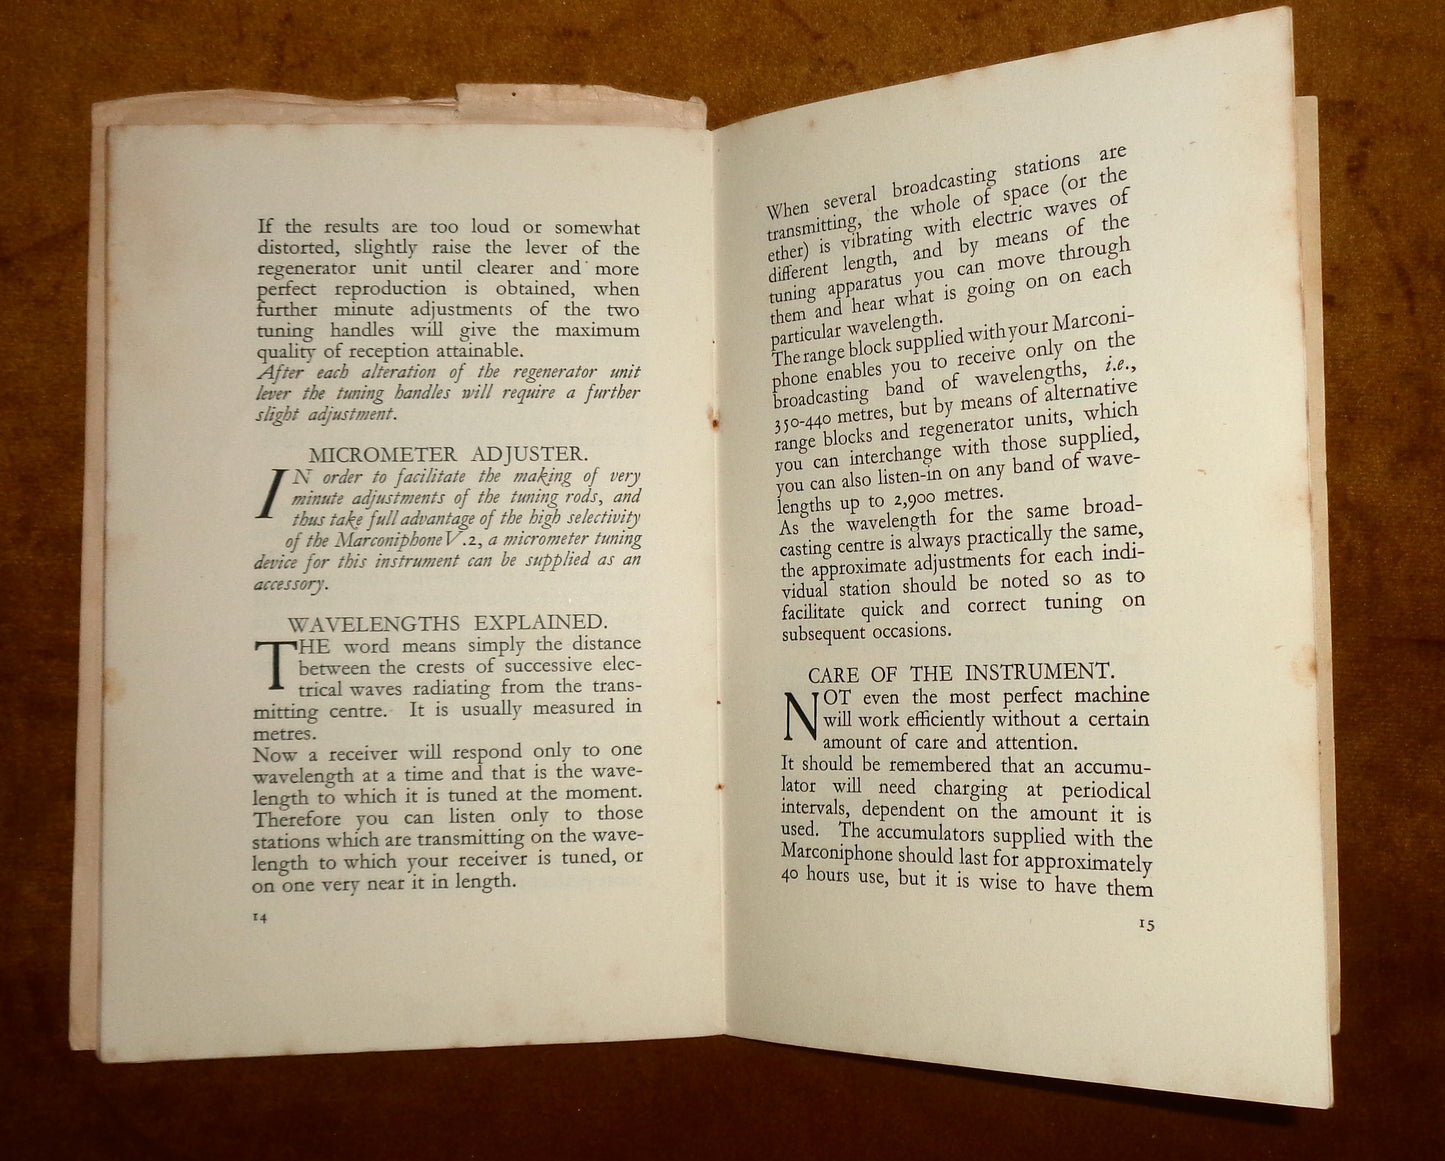 If the results are too loud or somewhat
distorted, slightly raise the lever of the
regenerator unit until clearer and more
perfect reproduction is obtained, when
further minute adjustments of the two
tuning handles will give the maximum
quality of reception attainable.
After each alteration of the regenerator unit
lever the tuning handles will require a further
slight adjustment.
MICROMETER ADJUSTER.
IN order to facilitate the making of very
minute adjustments of the tuning rods, and
thus take full advantage of the high selectivity
of the Marconiphone V.2, a micrometer tuning
device for this instrument can be supplied as an
accessory.
WAVELENGTHS EXPLAINED.
THE word means simply the distance
between the crests of successive elec-
trical waves radiating from the trans-
mitting centre. It is usually measured in
metres.
Now a receiver will respond only to one
wavelength at a time and that is the wave-
length to which it is tuned at the moment.
Therefore you can listen only to those
stations which are transmitting on the wave-
length to which your receiver is tuned, or
on one very near it in length.
14
When several broadcasting stations are
transmitting, the whole of space (or the
ether) is vibrating with electric waves of
different length, and by means of the
tuning apparatus you can move through
them and hear what is going on on each
particular wavelength.
The range block supplied with your Marconi-
phone enables you to receive only on the
broadcasting band of wavelengths, i.e.,
350-440 metres, but by means of alternative
range blocks and regenerator units, which
you can interchange with those supplied,
you can also listen-in on any band of wave-
lengths up to 2,900 metres.
As the wavelength for the same broad-
casting centre is always practically the same,
the approximate adjustments for each indi-
vidual station should be noted so as to
facilitate quick and correct tuning on
subsequent occasions.
CARE OF THE INSTRUMENT.
NOT even the most perfect machine
will work efficiently without a certain
amount of care and attention.
It should be remembered that an accumu-
lator will need charging at periodical
intervals, dependent on the amount it is
used. The accumulators supplied with the
Marconiphone should last for approximately
40 hours use, but it is wise to have them
15